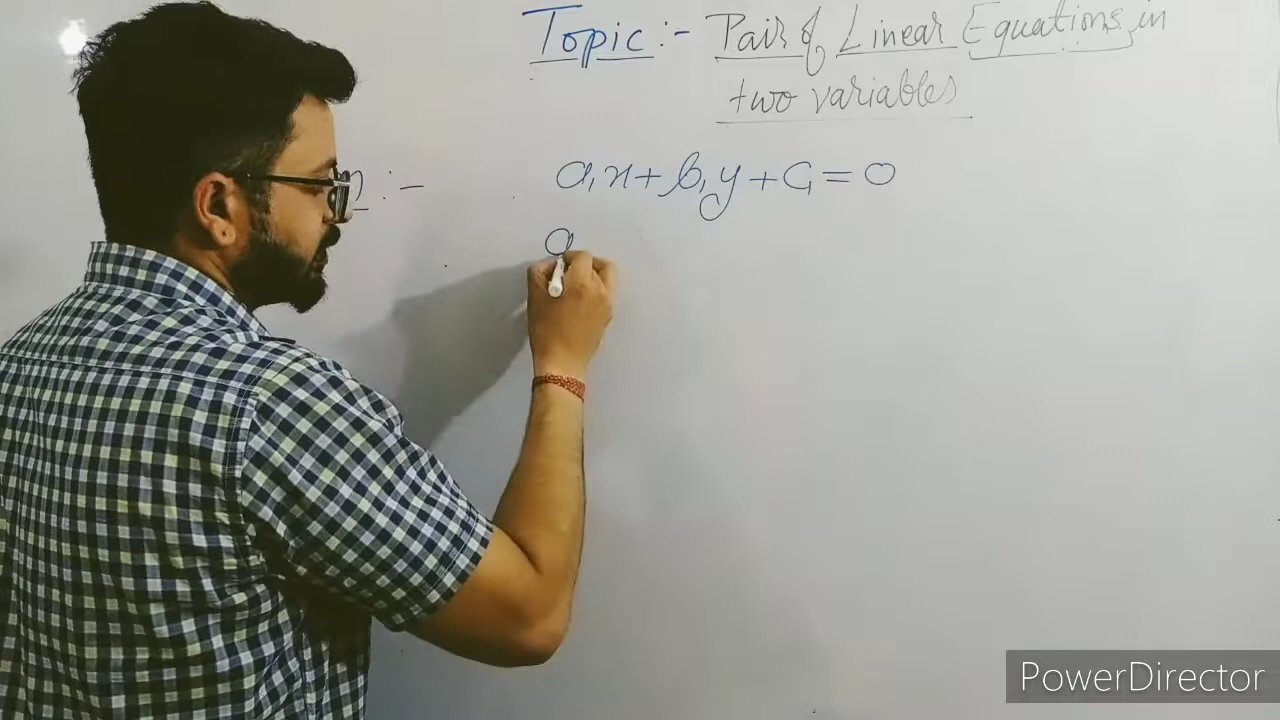 Topic :- Pair of Linear Equations in
two variables
:- a₁x + b₁y + c₁ = 0
a
PowerDirector